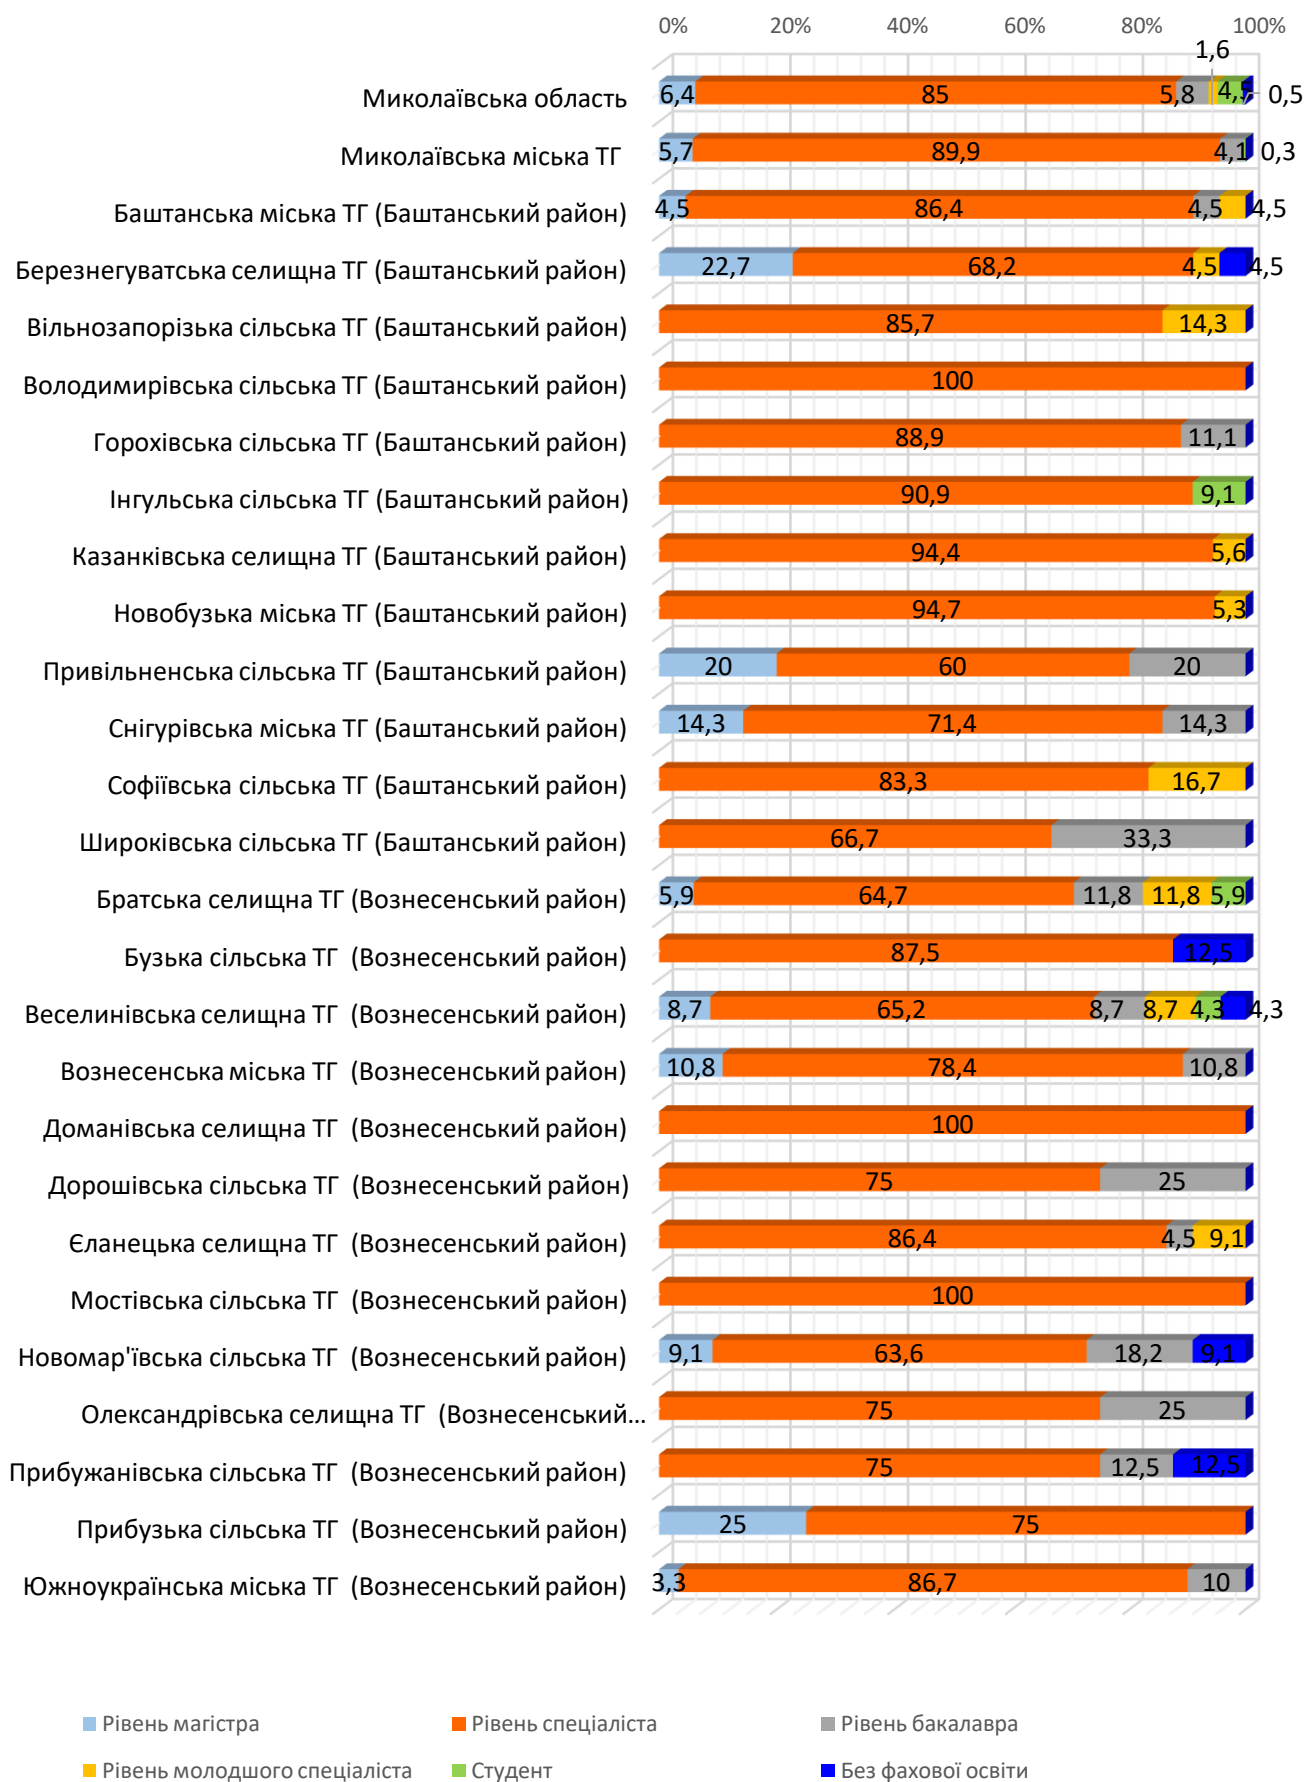 0% 20% 40% 60% 80% 100%
1,6
Миколаївська область 6,4 85 5,8 0,5
Миколаївська міська ТГ 5,7 89,9 4,1 0,3
Баштанська міська ТГ (Баштанський район) 4,5 86,4 4,5 4,5
Березнегуватська селищна ТГ (Баштанський район) 22,7 68,2 4,5 4,5
Вільнозапорізька сільська ТГ (Баштанський район) 85,7 14,3
Володимирівська сільська ТГ (Баштанський район) 100
Горохівська сільська ТГ (Баштанський район) 88,9 11,1
Інгульська сільська ТГ (Баштанський район) 90,9 9,1
Казанківська селищна ТГ (Баштанський район) 94,4 5,6
Новобузька міська ТГ (Баштанський район) 94,7 5,3
Привільненська сільська ТГ (Баштанський район) 20 60 20
Снігурівська міська ТГ (Баштанський район) 14,3 71,4 14,3
Софіївська сільська ТГ (Баштанський район) 83,3 16,7
Широківська сільська ТГ (Баштанський район) 66,7 33,3
Братська селищна ТГ (Вознесенський район) 5,9 64,7 11,8 11,8 5,9
Бузька сільська ТГ (Вознесенський район) 87,5 12,5
Веселинівська селищна ТГ (Вознесенський район) 8,7 65,2 8,7 8,7 4,3 4,3
Вознесенська міська ТГ (Вознесенський район) 10,8 78,4 10,8
Доманівська селищна ТГ (Вознесенський район) 100
Дорошівська сільська ТГ (Вознесенський район) 75 25
Єланецька селищна ТГ (Вознесенський район) 86,4 4,5 9,1
Мостівська сільська ТГ (Вознесенський район) 100
Новомар'ївська сільська ТГ (Вознесенський район) 9,1 63,6 18,2 9,1
Олександрівська селищна ТГ (Вознесенський... 75 25
Прибужанівська сільська ТГ (Вознесенський район) 75 12,5 12,5
Прибузька сільська ТГ (Вознесенський район) 25 75
Южноукраїнська міська ТГ (Вознесенський район) 3,3 86,7 10
Рівень магістра Рівень спеціаліста Рівень бакалавра
Рівень молодшого спеціаліста Студент Без фахової освіти